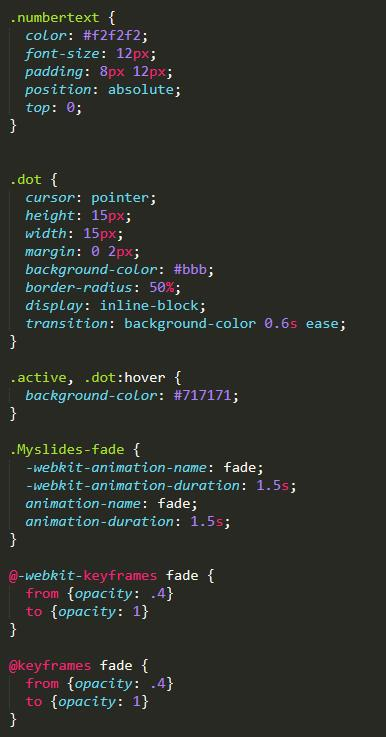 .numbertext {
  color: #f2f2f2;
  font-size: 12px;
  padding: 8px 12px;
  position: absolute;
  top: 0;
}
.dot {
  cursor: pointer;
  height: 15px;
  width: 15px;
  margin: 0 2px;
  background-color: #bbb;
  border-radius: 50%;
  display: inline-block;
  transition: background-color 0.6s ease;
}
.active, .dot:hover {
  background-color: #717171;
}
.Myslides-fade {
  -webkit-animation-name: fade;
  -webkit-animation-duration: 1.5s;
  animation-name: fade;
  animation-duration: 1.5s;
}
@-webkit-keyframes fade {
  from {opacity: .4}
  to {opacity: 1}
}
@keyframes fade {
  from {opacity: .4}
  to {opacity: 1}
}